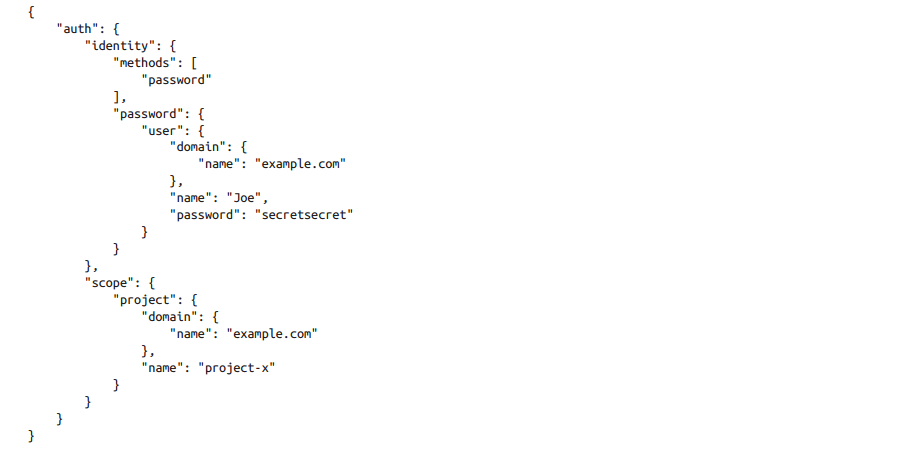 {
    "auth": {
        "identity": {
            "methods": [
                "password"
            ],
            "password": {
                "user": {
                    "domain": {
                        "name": "example.com"
                    },
                    "name": "Joe",
                    "password": "secretsecret"
                }
            }
        },
        "scope": {
            "project": {
                "domain": {
                    "name": "example.com"
                },
                "name": "project-x"
            }
        }
    }
}